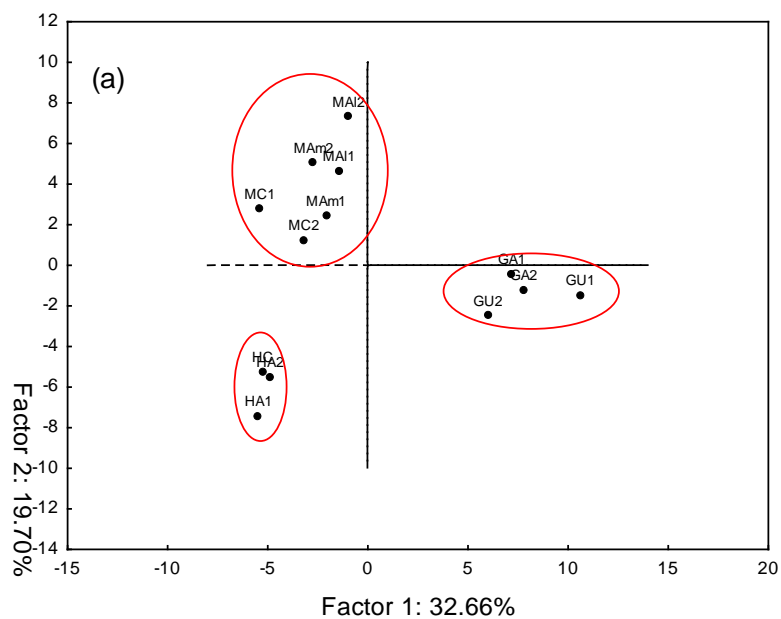 12
10
(a)
MAl2
8
6
MAm2
MAl1
4
MC1
MAm1
2
MC2
0
GA1
GA2
GU1
-2
GU2
-4
HC
HA2
-6
HA1
-8
-10
-12
-14
-15
-10
-5
0
5
10
15
20
Factor 2: 19.70%
Factor 1: 32.66%